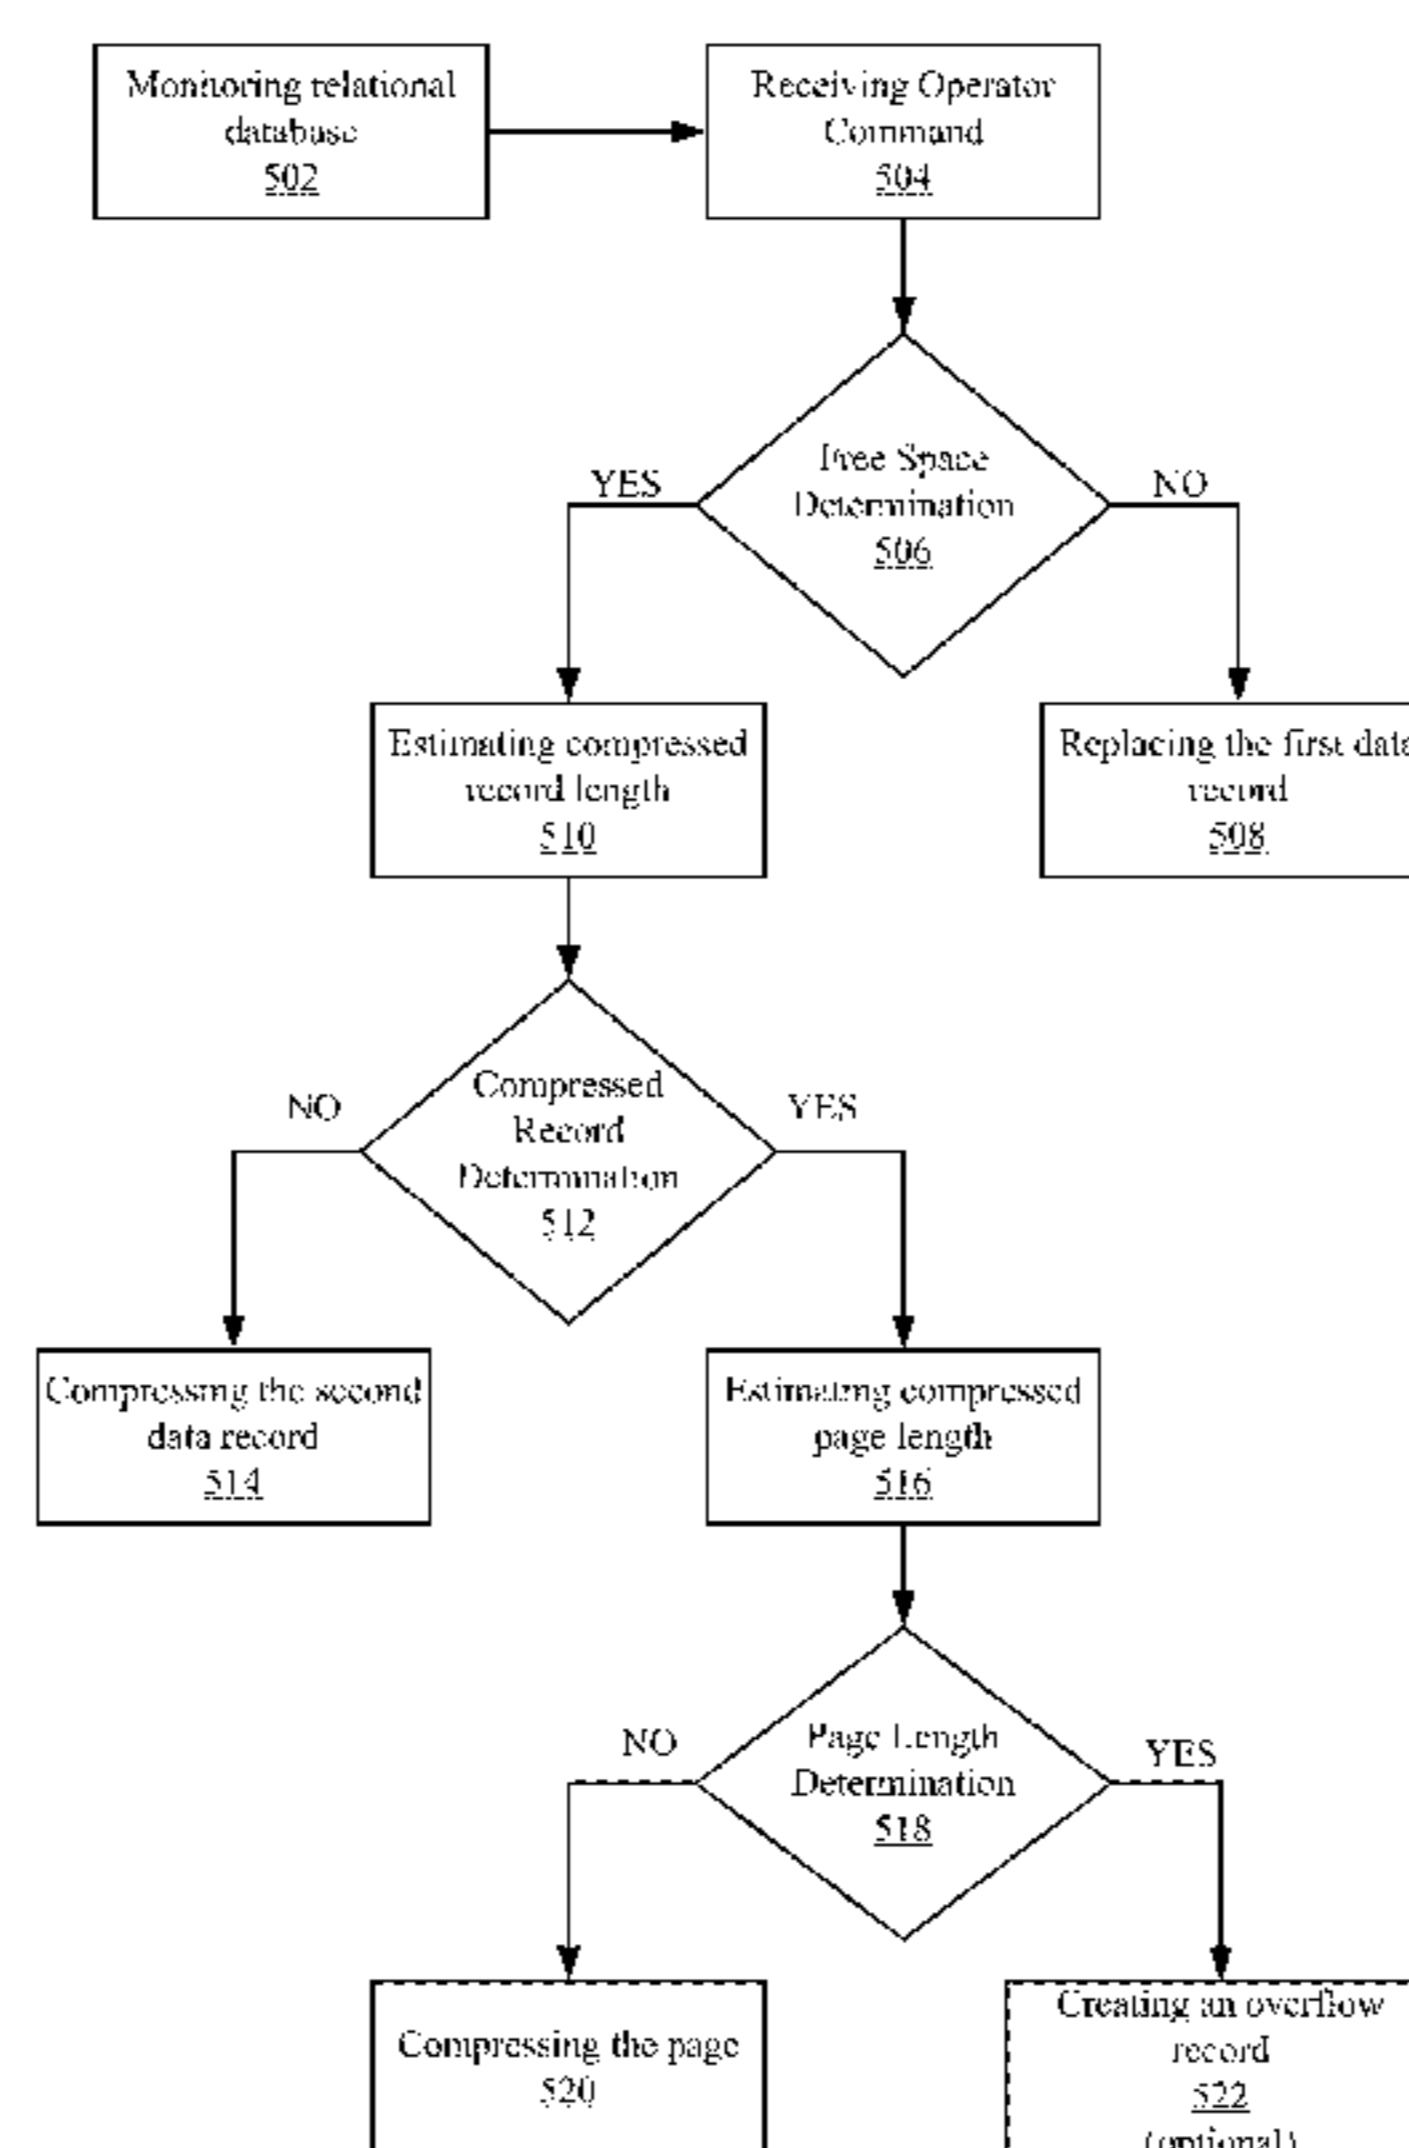 Monitoring relational
database
502
Receiving Operator
Command
504
Free Space
Determination
506
YES
NO
Estimating compressed
record length
510
Replacing the first data
record
508
Compressed
Record
Determination
512
NO
YES
Compressing the second
data record
514
Estimating compressed
page length
516
Page Length
Determination
518
NO
YES
Compressing the page
520
Creating an overflow
record
522
(optional)